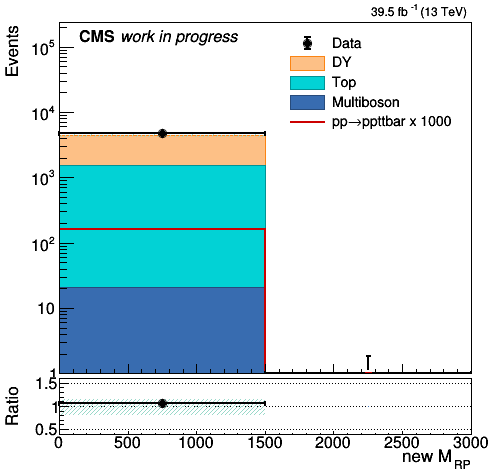 39.5 fb⁻¹ (13 TeV)
CMS work in progress
Events
Data
DY
Top
Multiboson
pp→ppttbar x 1000
10⁵
10⁴
10³
10²
10
1
Ratio
1.5
1
0.5
0 500 1000 1500 2000 2500 3000
new M_RP